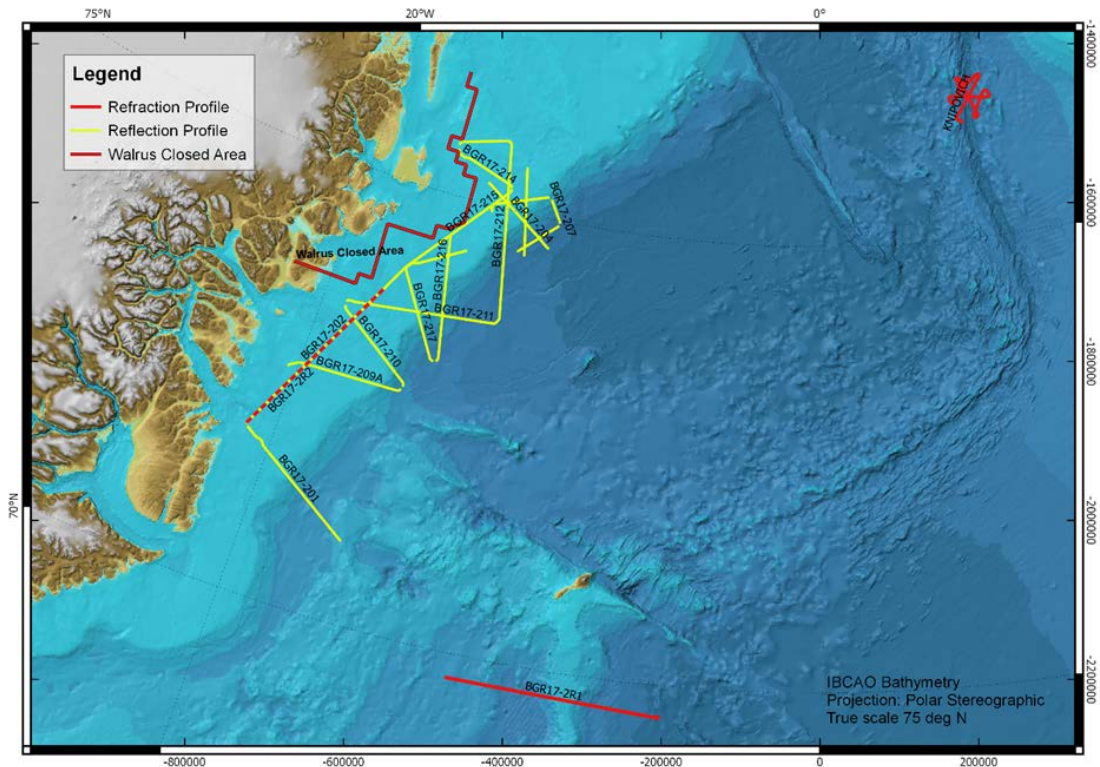 75°N
20°W
0°
Legend
Refraction Profile
Reflection Profile
Walrus Closed Area
-1400000
KNIPOVICH
BGR17-214
BGR17-215
BGR17-207
BGR17-204
BGR17-212
-1600000
Walrus Closed Area
BGR17-216
BGR17-211
BGR17-217
BGR17-202
BGR17-210
BGR17-2R2
BGR17-209A
-1800000
BGR17-201
70°N
-2000000
BGR17-2R1
-2200000
IBCAO Bathymetry
Projection: Polar Stereographic
True scale 75 deg N
-800000
-600000
-400000
-200000
0
200000